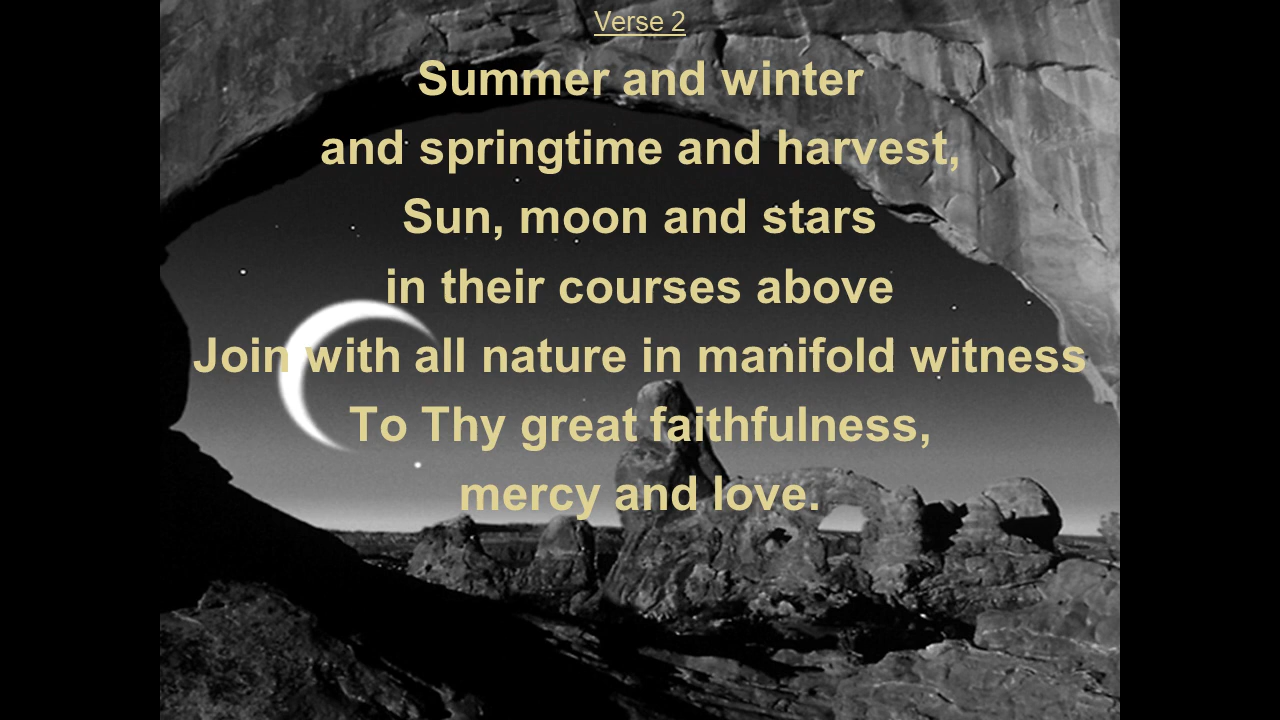 Verse 2
Summer and winter
and springtime and harvest,
Sun, moon and stars
in their courses above
Join with all nature in manifold witness
To Thy great faithfulness,
mercy and love.